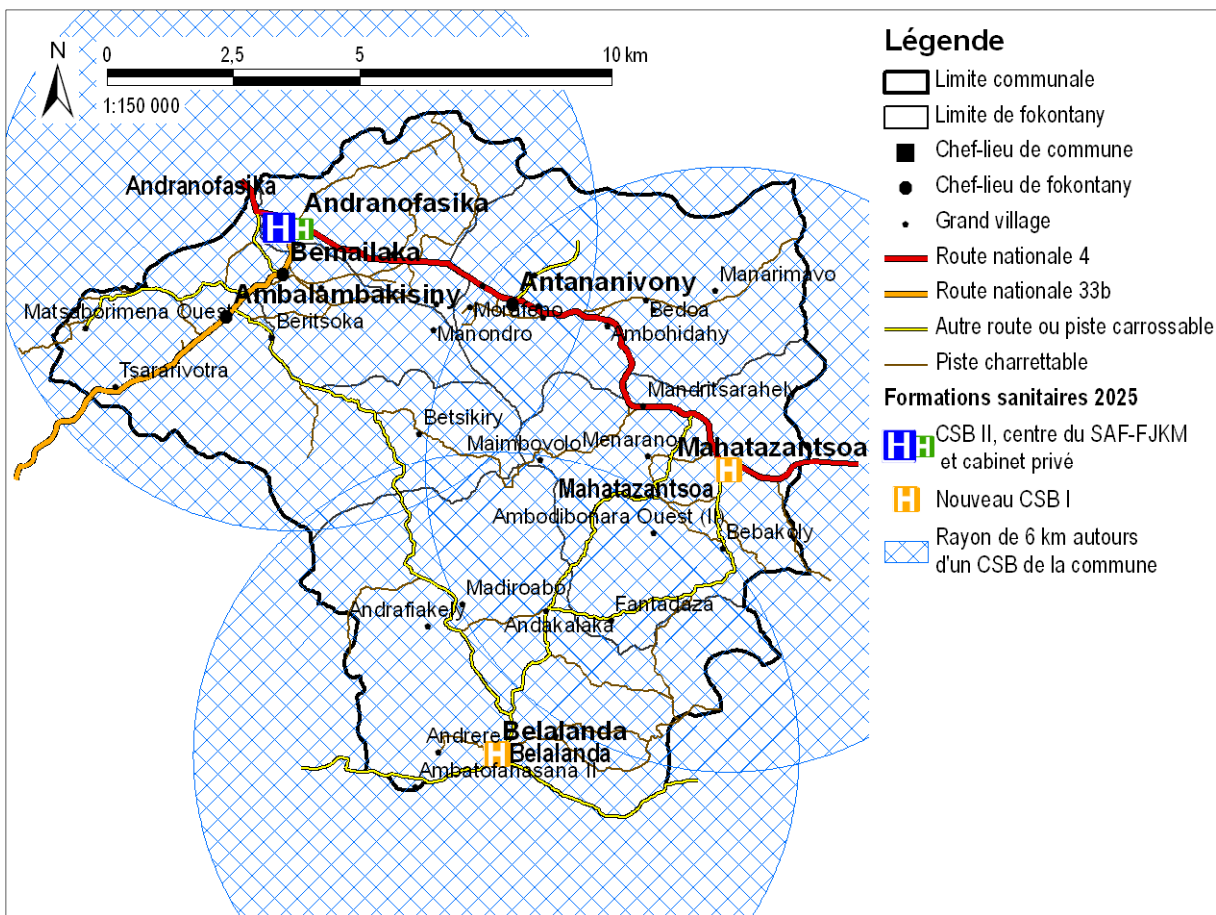 N
0 2,5 5 10 km
1:150 000
Andranofasika
Andranofasika
Bemailaka
Antananivony
Manarimavo
Ambalambakisiny
Matsaborimena Ouest
Beritsoka
Morafeno
Bedoa
Manondro
Ambohidahy
Tsararivotra
Mandritsarahely
Betsikiry
Maimbovolo
Menarano
Mahatazantsoa
Mahatazantsoa
Ambodibonara Ouest (II)
Bebakoly
Madiroabo
Andrafiakely
Fantadaza
Andakalaka
Belalanda
Andrere
Belalanda
Ambatofanasana II
Légende
Limite communale
Limite de fokontany
Chef-lieu de commune
Chef-lieu de fokontany
Grand village
Route nationale 4
Route nationale 33b
Autre route ou piste carrossable
Piste charrettable
Formations sanitaires 2025
H H CSB II, centre du SAF-FJKM
et cabinet privé
H Nouveau CSB I
Rayon de 6 km autours
d'un CSB de la commune